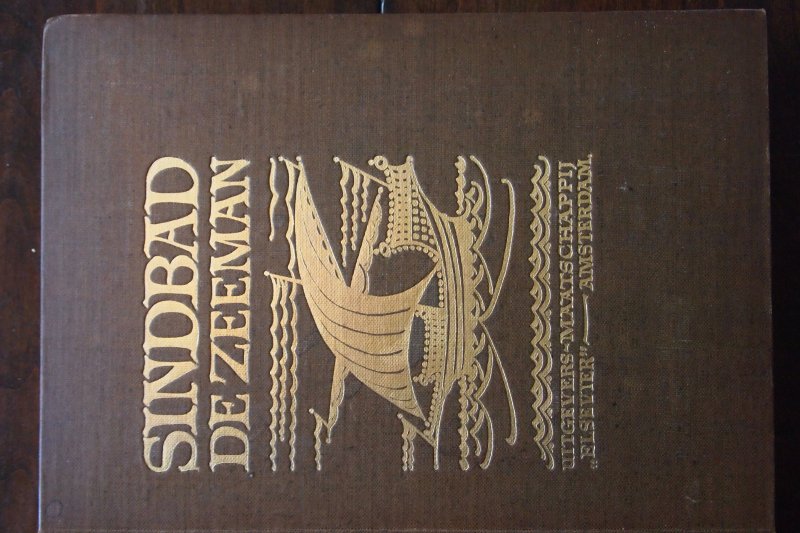 SINDBAD
DE ZEEMAN
UITGEVERS-MAATSCHAPPIJ
„ELSEVIER”—AMSTERDAM.